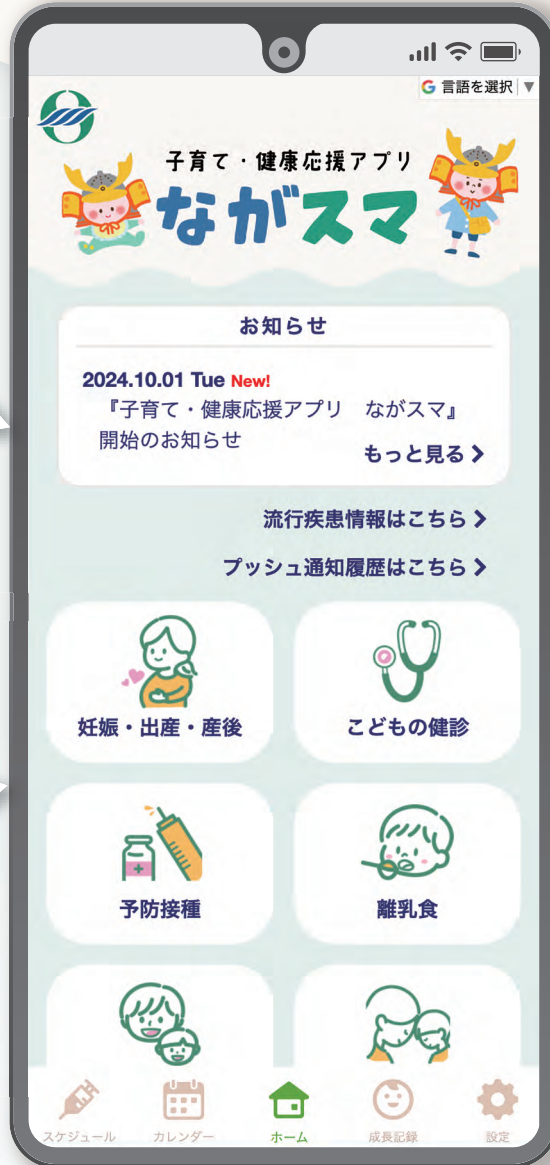 G 言語を選択 ▼
子育て・健康応援アプリ
ながスマ
お知らせ
2024.10.01 Tue New!
『子育て・健康応援アプリ　ながスマ』
開始のお知らせ
もっと見る
流行疾患情報はこちら
プッシュ通知履歴はこちら
妊娠・出産・産後
こどもの健診
予防接種
離乳食
スケジュール
カレンダー
ホーム
成長記録
設定